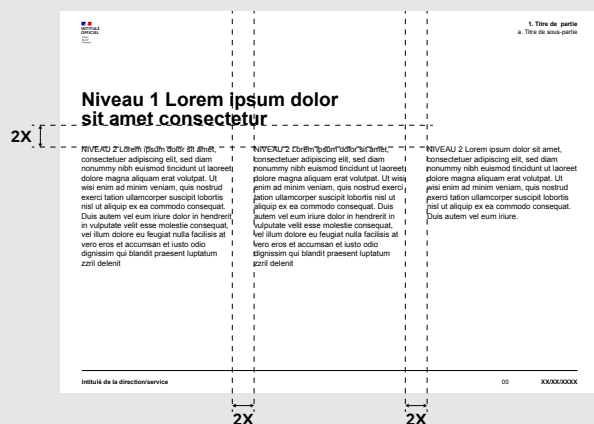 INTITULÉ
OFFICIEL
1. Titre de partie
a. Titre de sous-partie
Niveau 1 Lorem ipsum dolor
sit amet consectetur
2X
NIVEAU 2 Lorem ipsum dolor sit amet,
consectetuer adipiscing elit, sed diam
nonummy nibh euismod tincidunt ut laoreet
dolore magna aliquam erat volutpat. Ut
wisi enim ad minim veniam, quis nostrud
exerci tation ullamcorper suscipit lobortis
nisl ut aliquip ex ea commodo consequat.
Duis autem vel eum iriure dolor in hendrerit
in vulputate velit esse molestie consequat,
vel illum dolore eu feugiat nulla facilisis at
vero eros et accumsan et iusto odio
dignissim qui blandit praesent luptatum
zzril delenit
NIVEAU 2 Lorem ipsum dolor sit amet,
consectetuer adipiscing elit, sed diam
nonummy nibh euismod tincidunt ut laoreet
dolore magna aliquam erat volutpat. Ut wisi
enim ad minim veniam, quis nostrud exerci
tation ullamcorper suscipit lobortis nisl ut
aliquip ex ea commodo consequat. Duis
autem vel eum iriure dolor in hendrerit in
vulputate velit esse molestie consequat, vel
illum dolore eu feugiat nulla facilisis at vero
eros et accumsan et iusto odio
dignissim qui blandit praesent luptatum
zzril delenit
NIVEAU 2 Lorem ipsum dolor sit amet,
consectetuer adipiscing elit, sed diam
nonummy nibh euismod tincidunt ut laoreet
dolore magna aliquam erat volutpat. Ut
wisi enim ad minim veniam, quis nostrud
exerci tation ullamcorper suscipit lobortis
nisl ut aliquip ex ea commodo consequat.
Duis autem vel eum iriure.
Intitulé de la direction/service
00
XX/XX/XXXX
2X
2X